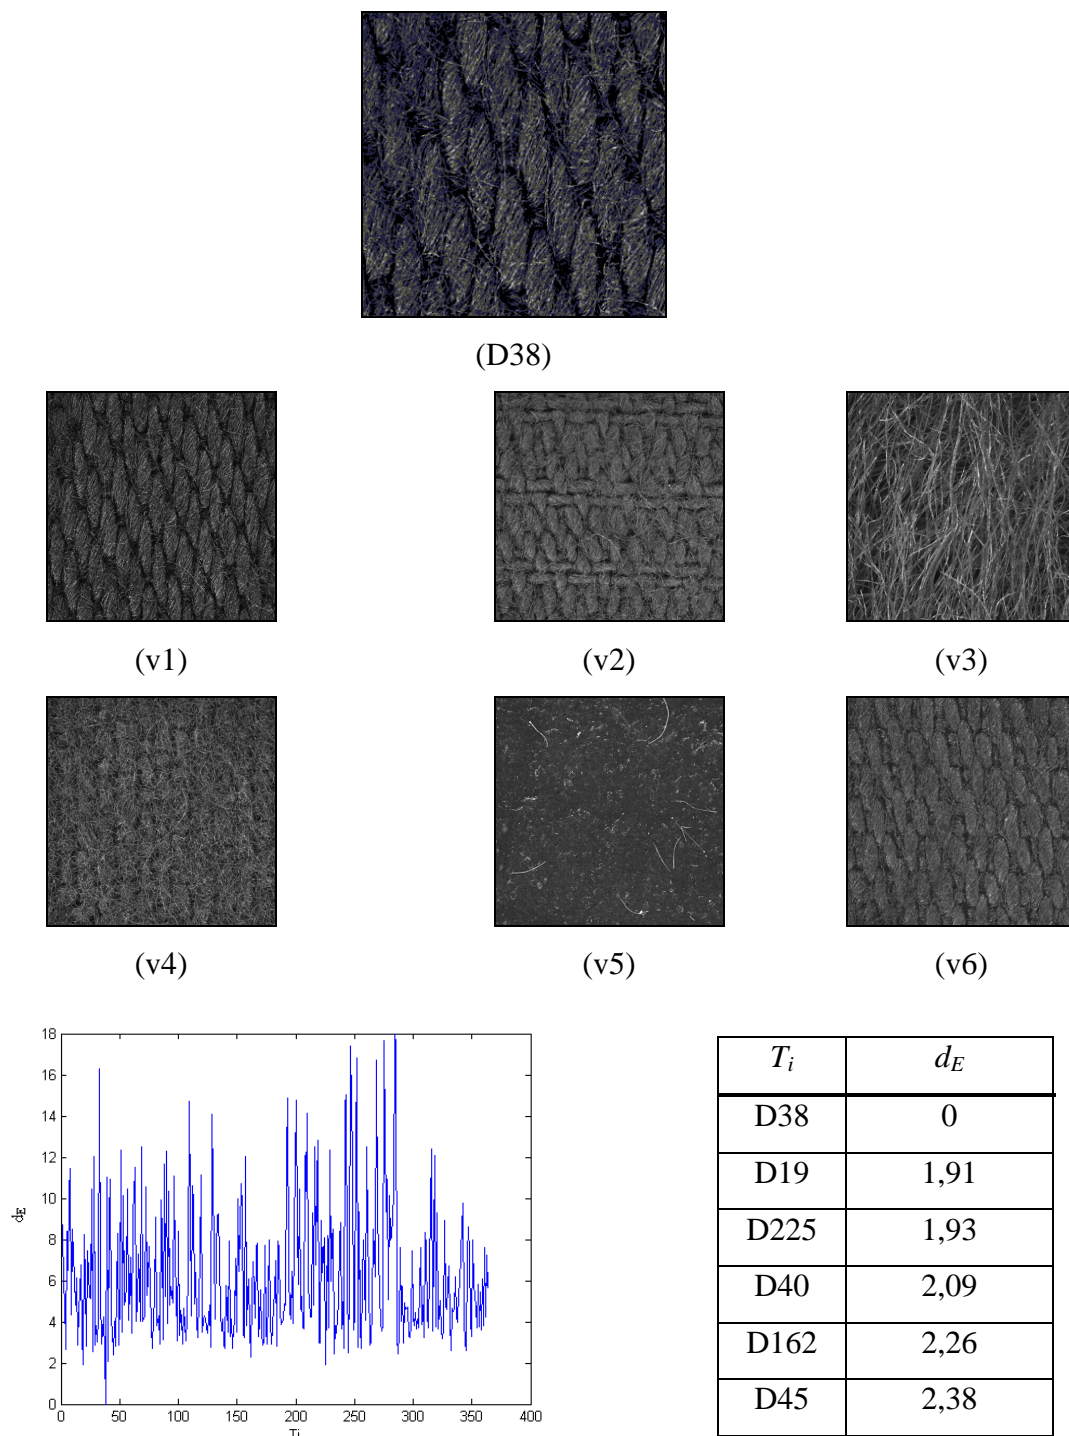 (D38)
(v1) (v2) (v3)
(v4) (v5) (v6)
18
16
14
12
10
8
6
4
2
0
dE
0 50 100 150 200 250 300 350 400
Ti
Ti dE
D38 0
D19 1,91
D225 1,93
D40 2,09
D162 2,26
D45 2,38